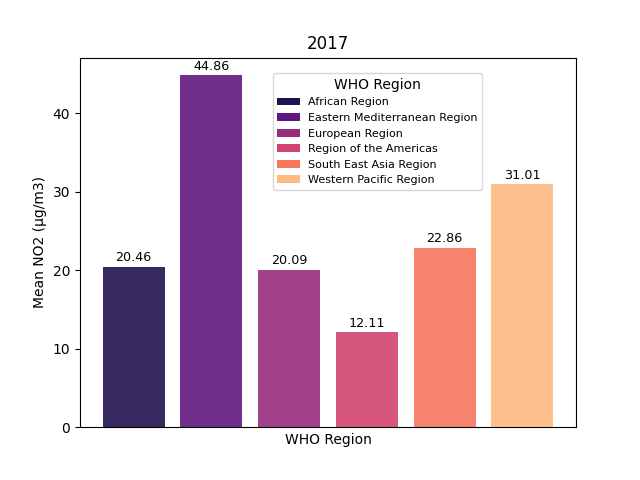 2017
44.86
WHO Region
African Region
Eastern Mediterranean Region
European Region
Region of the Americas
South East Asia Region
Western Pacific Region
40
30
20
10
0
Mean NO2 (µg/m3)
20.46
20.09
12.11
22.86
31.01
WHO Region